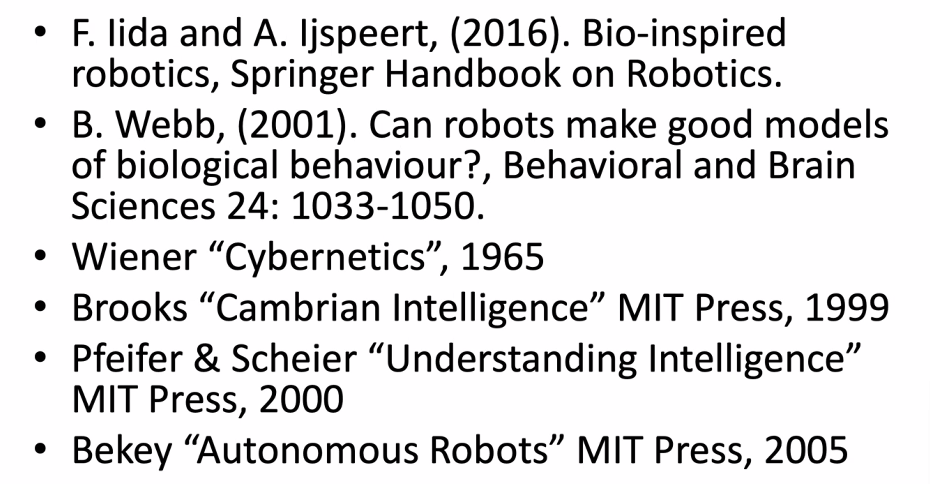 • F. Iida and A. Ijspeert, (2016). Bio-inspired
robotics, Springer Handbook on Robotics.
• B. Webb, (2001). Can robots make good models
of biological behaviour?, Behavioral and Brain
Sciences 24: 1033-1050.
• Wiener “Cybernetics”, 1965
• Brooks “Cambrian Intelligence” MIT Press, 1999
• Pfeifer & Scheier “Understanding Intelligence”
MIT Press, 2000
• Bekey “Autonomous Robots” MIT Press, 2005